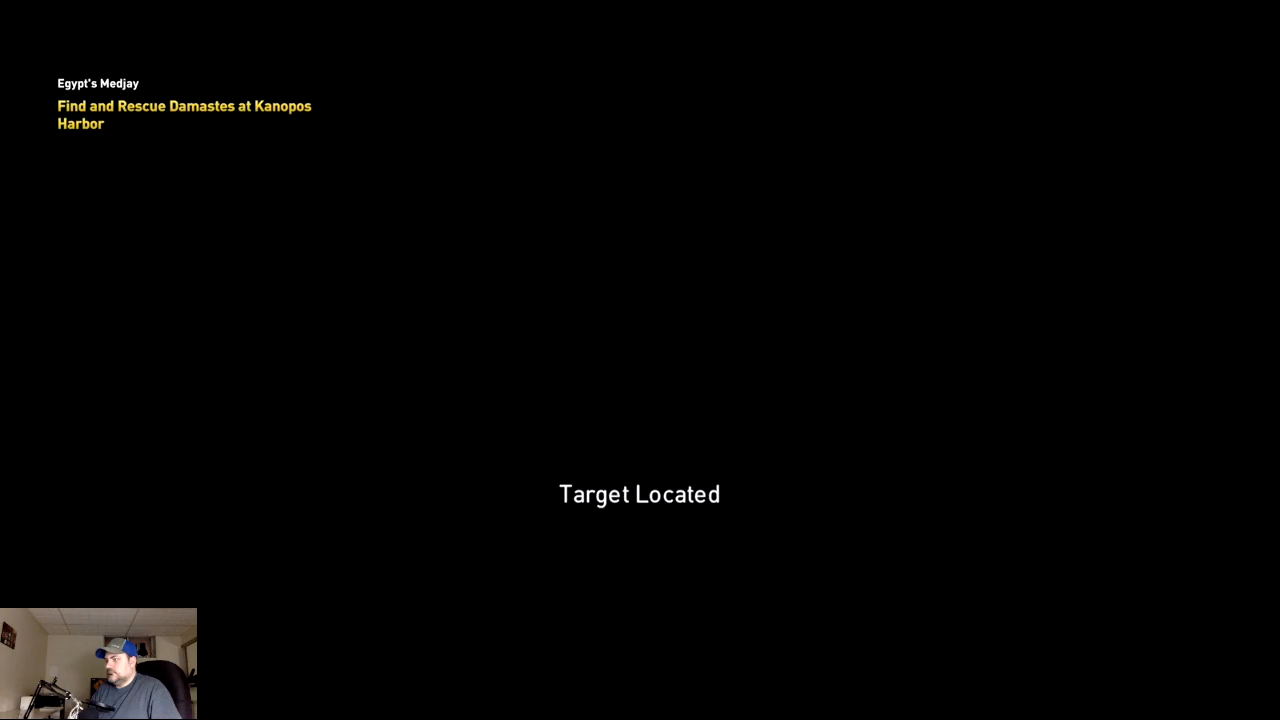 Egypt's Medjay
Find and Rescue Damastes at Kanopos
Harbor
Target Located